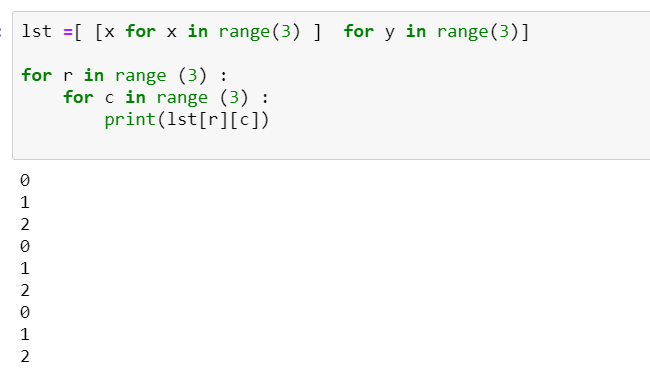 : lst =[ [x for x in range(3) ]  for y in range(3)]
for r in range (3) :
    for c in range (3) :
        print(lst[r][c])
0
1
2
0
1
2
0
1
2